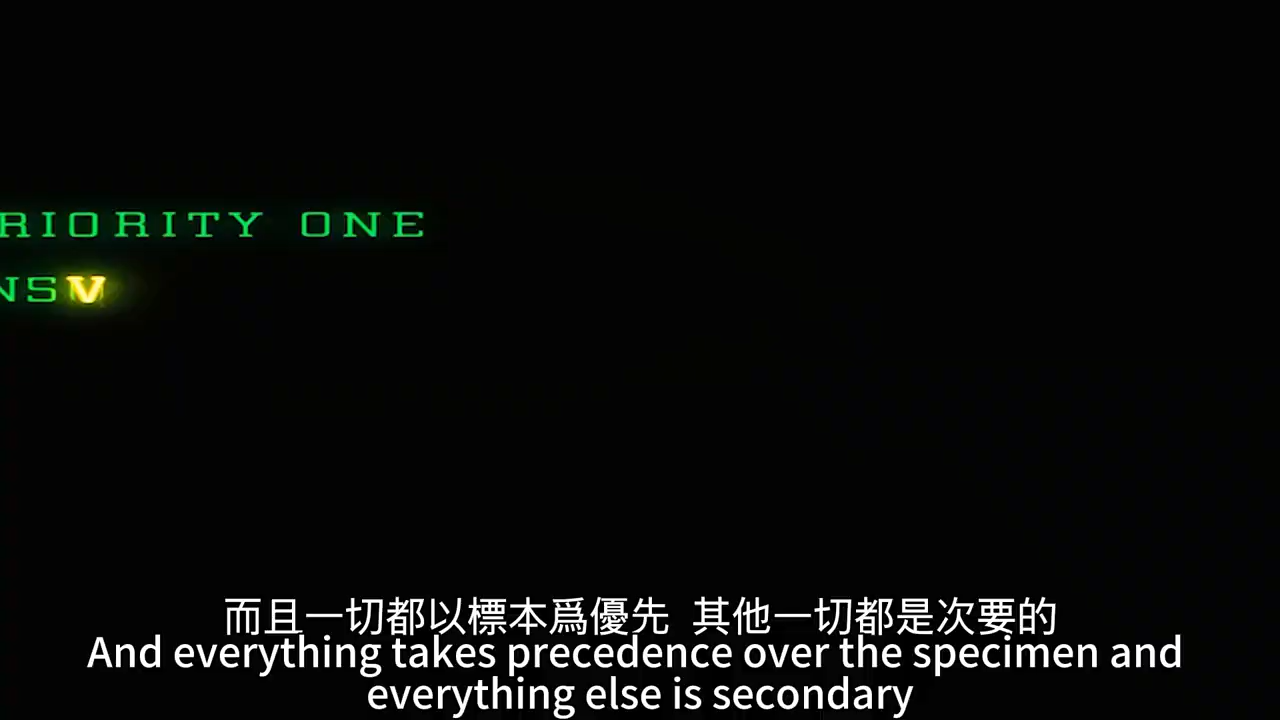 RIORITY ONE
NSV
而且一切都以標本爲優先 其他一切都是次要的
And everything takes precedence over the specimen and
everything else is secondary